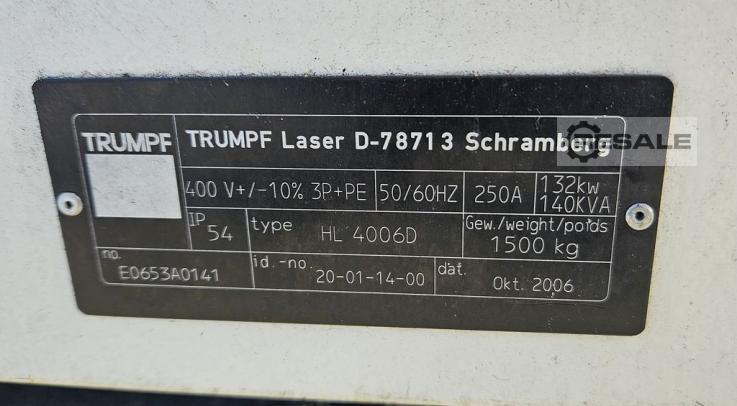 TRUMPF
TRUMPF Laser D-78713 Schramberg
400 V+/-10% 3P+PE 50/60HZ 250A 132kw
140KVA
IP 54 type HL 4006D Gew./weight/poids
1500 kg
no. E0653A0141 id.-no. 20-01-14-00 dat. Okt. 2006